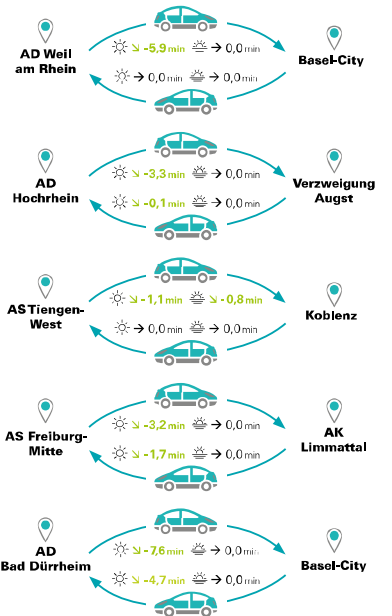 AD Weil
am Rhein
-5,9 min 0,0 min
0,0 min 0,0 min
Basel-City
AD
Hochrhein
-3,3 min 0,0 min
-0,1 min 0,0 min
Verzweigung
Augst
AS Tiengen-
West
-1,1 min -0,8 min
0,0 min 0,0 min
Koblenz
AS Freiburg-
Mitte
-3,2 min 0,0 min
-1,7 min 0,0 min
AK
Limmattal
AD
Bad Dürrheim
-7,6 min 0,0 min
-4,7 min 0,0 min
Basel-City